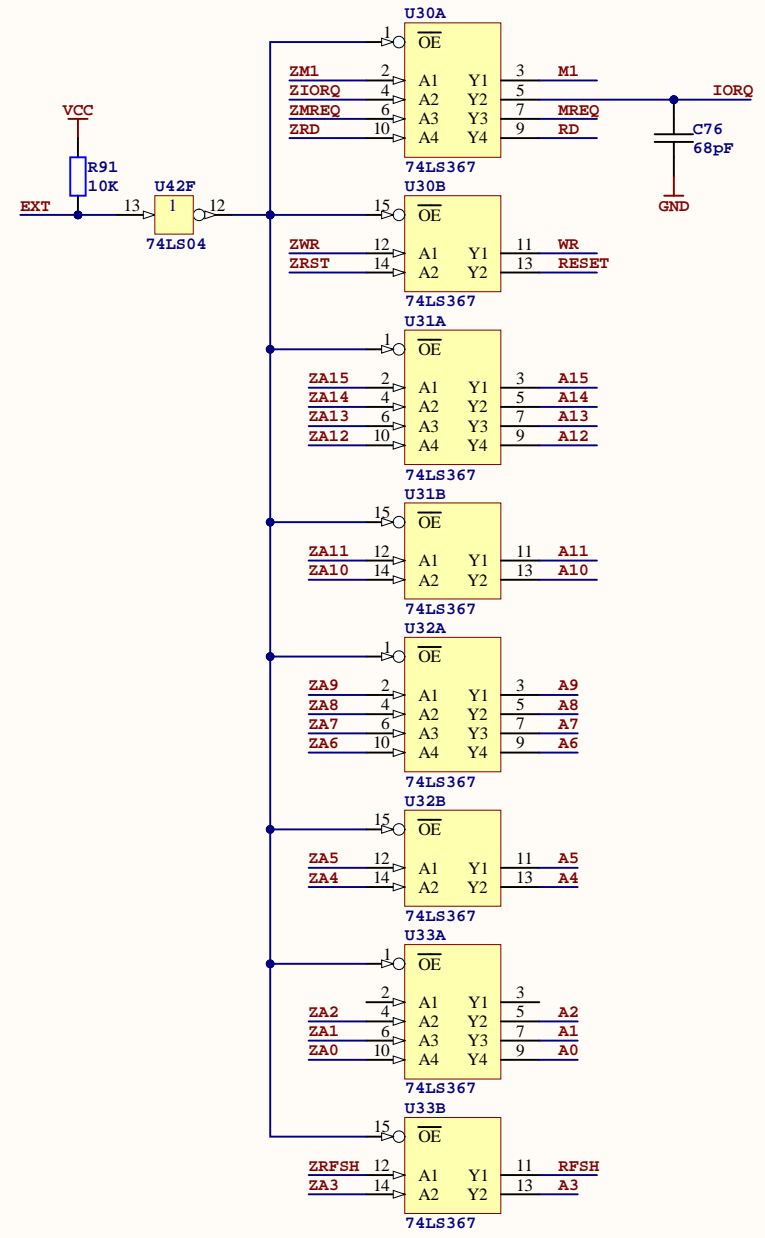 U30A
1 OE
ZM1 2 A1 Y1 3 M1
ZIORQ 4 A2 Y2 5 IORQ
ZMREQ 6 A3 Y3 7 MREQ
ZRD 10 A4 Y4 9 RD
74LS367
C76
68pF
GND
VCC
R91
10K
EXT 13 1 12
U42F
74LS04
U30B
15 OE
ZWR 12 A1 Y1 11 WR
ZRST 14 A2 Y2 13 RESET
74LS367
U31A
1 OE
ZA15 2 A1 Y1 3 A15
ZA14 4 A2 Y2 5 A14
ZA13 6 A3 Y3 7 A13
ZA12 10 A4 Y4 9 A12
74LS367
U31B
15 OE
ZA11 12 A1 Y1 11 A11
ZA10 14 A2 Y2 13 A10
74LS367
U32A
1 OE
ZA9 2 A1 Y1 3 A9
ZA8 4 A2 Y2 5 A8
ZA7 6 A3 Y3 7 A7
ZA6 10 A4 Y4 9 A6
74LS367
U32B
15 OE
ZA5 12 A1 Y1 11 A5
ZA4 14 A2 Y2 13 A4
74LS367
U33A
1 OE
2 A1 Y1 3
ZA2 4 A2 Y2 5 A2
ZA1 6 A3 Y3 7 A1
ZA0 10 A4 Y4 9 A0
74LS367
U33B
15 OE
ZRFSH 12 A1 Y1 11 RFSH
ZA3 14 A2 Y2 13 A3
74LS367